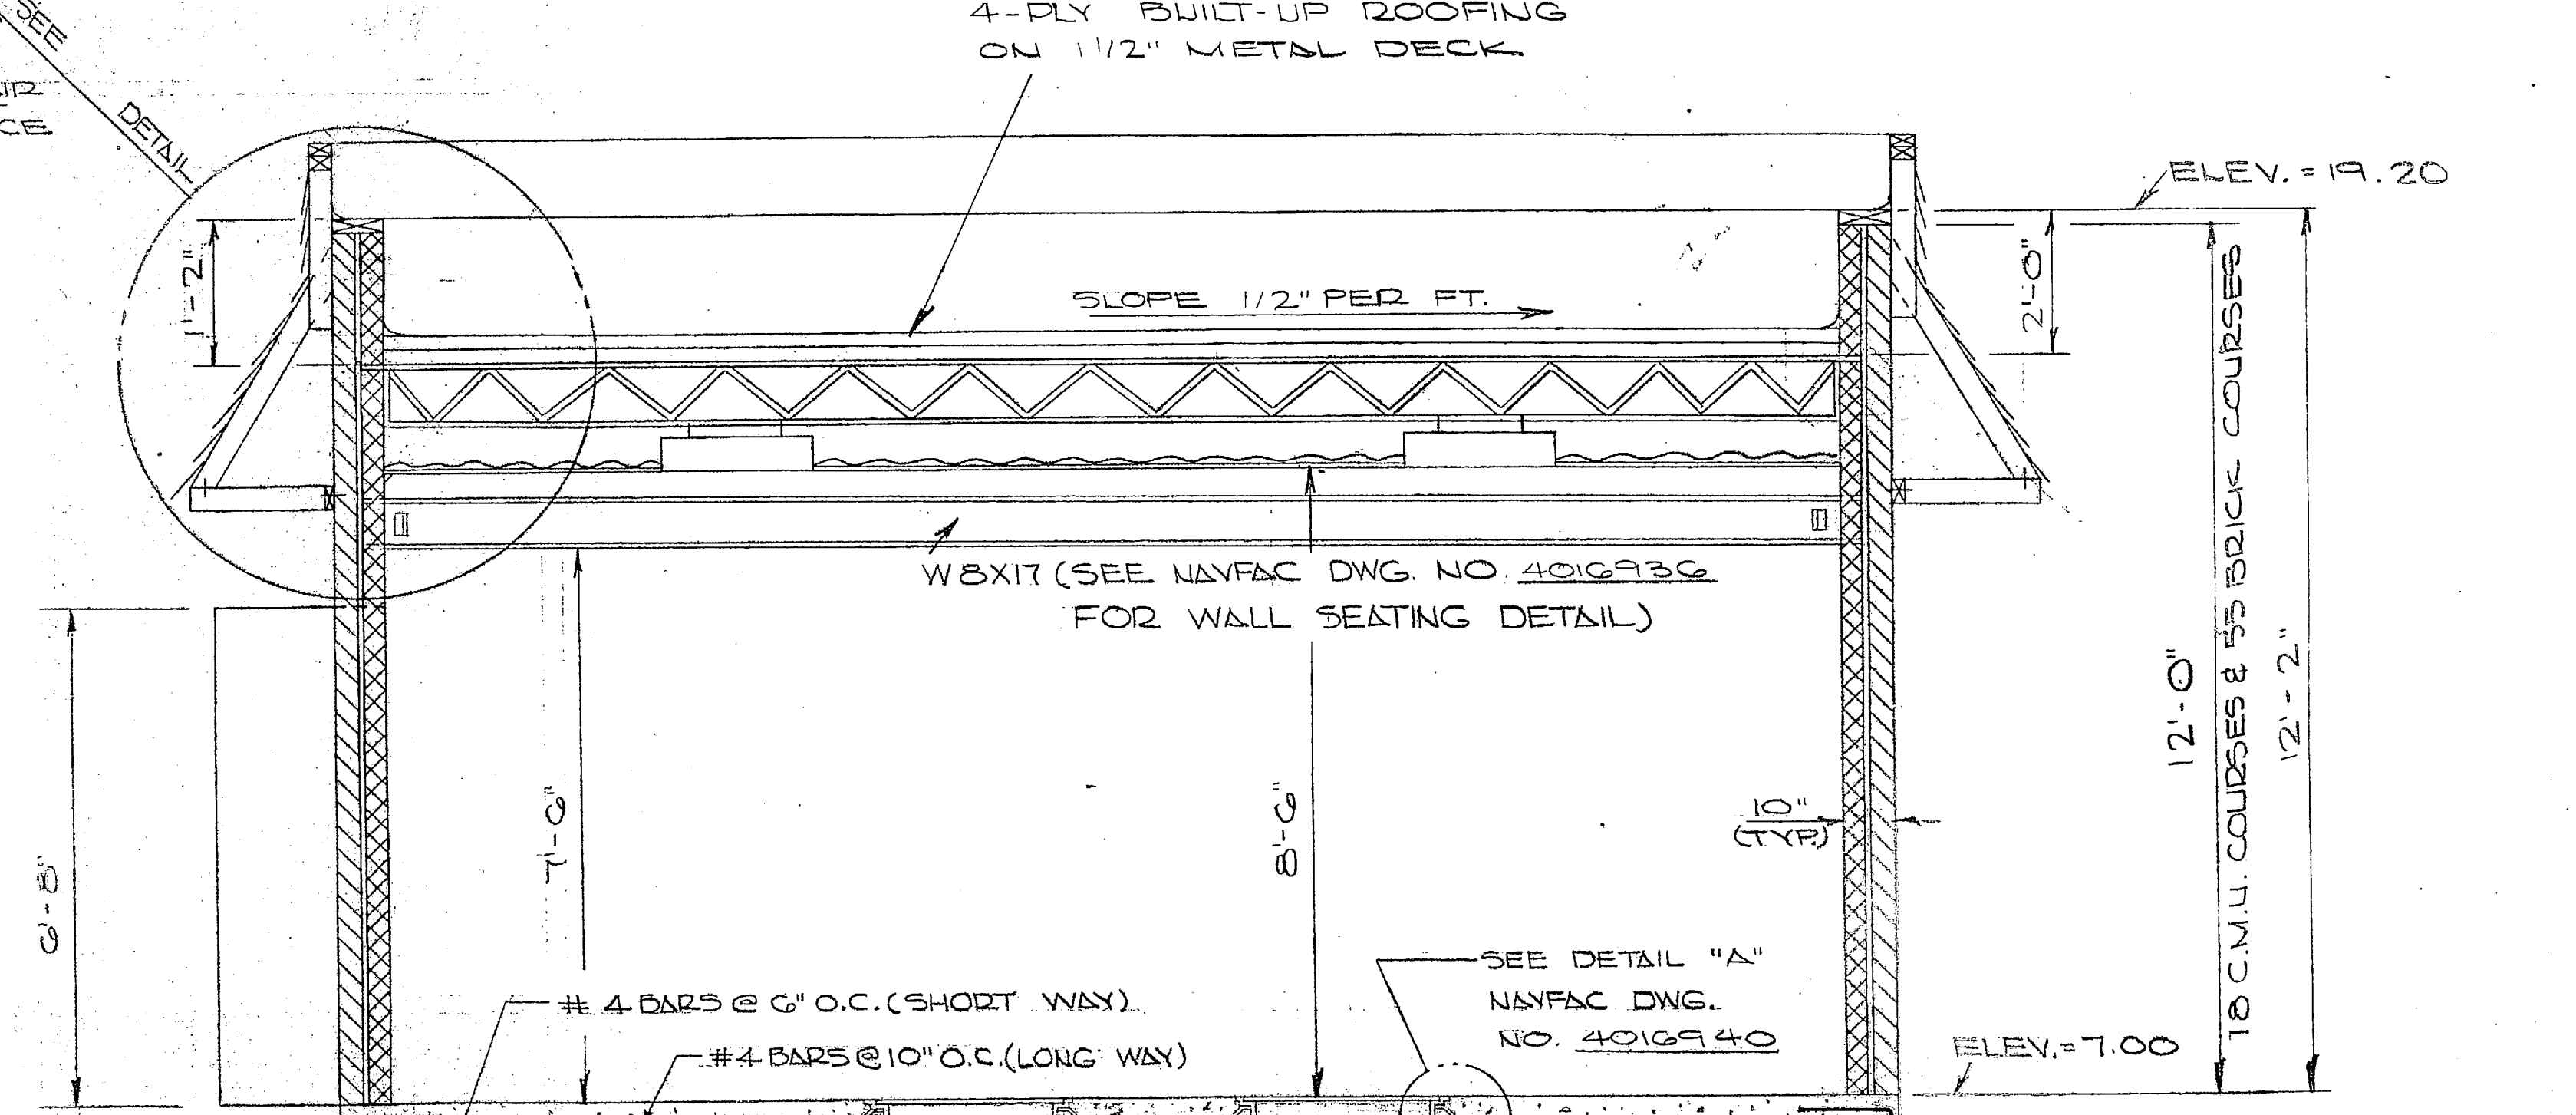 SEE
DETAIL
4-PLY BUILT-UP ROOFING
ON 1 1/2" METAL DECK
ELEV. = 19.20
1'-2"
SLOPE 1/2" PER FT.
2'-0"
W8X17 (SEE NAVFAC DWG. NO. 4016936
FOR WALL SEATING DETAIL)
12'-0"
18 C.M.U. COURSES & 55 BRICK COURSES
12'-2"
6'-8"
7'-6"
8'-6"
10"
(TYP.)
SEE DETAIL "A"
NAVFAC DWG.
NO. 4016940
# 4 BARS @ 6" O.C. (SHORT WAY)
#4 BARS @ 10" O.C. (LONG WAY)
ELEV.= 7.00